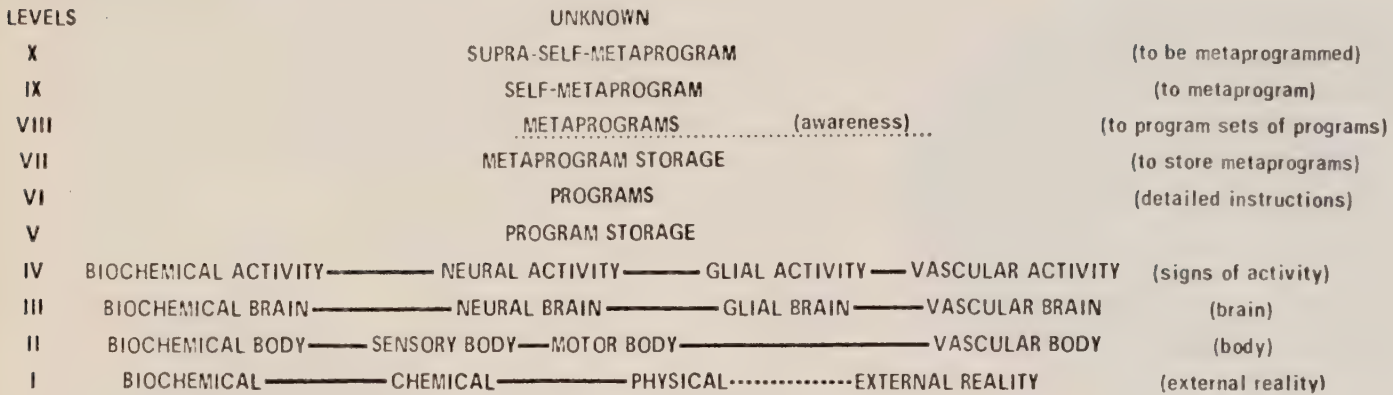 LEVELS UNKNOWN
X SUPRA-SELF-METAPROGRAM (to be metaprogrammed)
IX SELF-METAPROGRAM (to metaprogram)
VIII METAPROGRAMS (awareness) (to program sets of programs)
VII METAPROGRAM STORAGE (to store metaprograms)
VI PROGRAMS (detailed instructions)
V PROGRAM STORAGE
IV BIOCHEMICAL ACTIVITY NEURAL ACTIVITY GLIAL ACTIVITY VASCULAR ACTIVITY (signs of activity)
III BIOCHEMICAL BRAIN NEURAL BRAIN GLIAL BRAIN VASCULAR BRAIN (brain)
II BIOCHEMICAL BODY SENSORY BODY MOTOR BODY VASCULAR BODY (body)
I BIOCHEMICAL CHEMICAL PHYSICAL EXTERNAL REALITY (external reality)